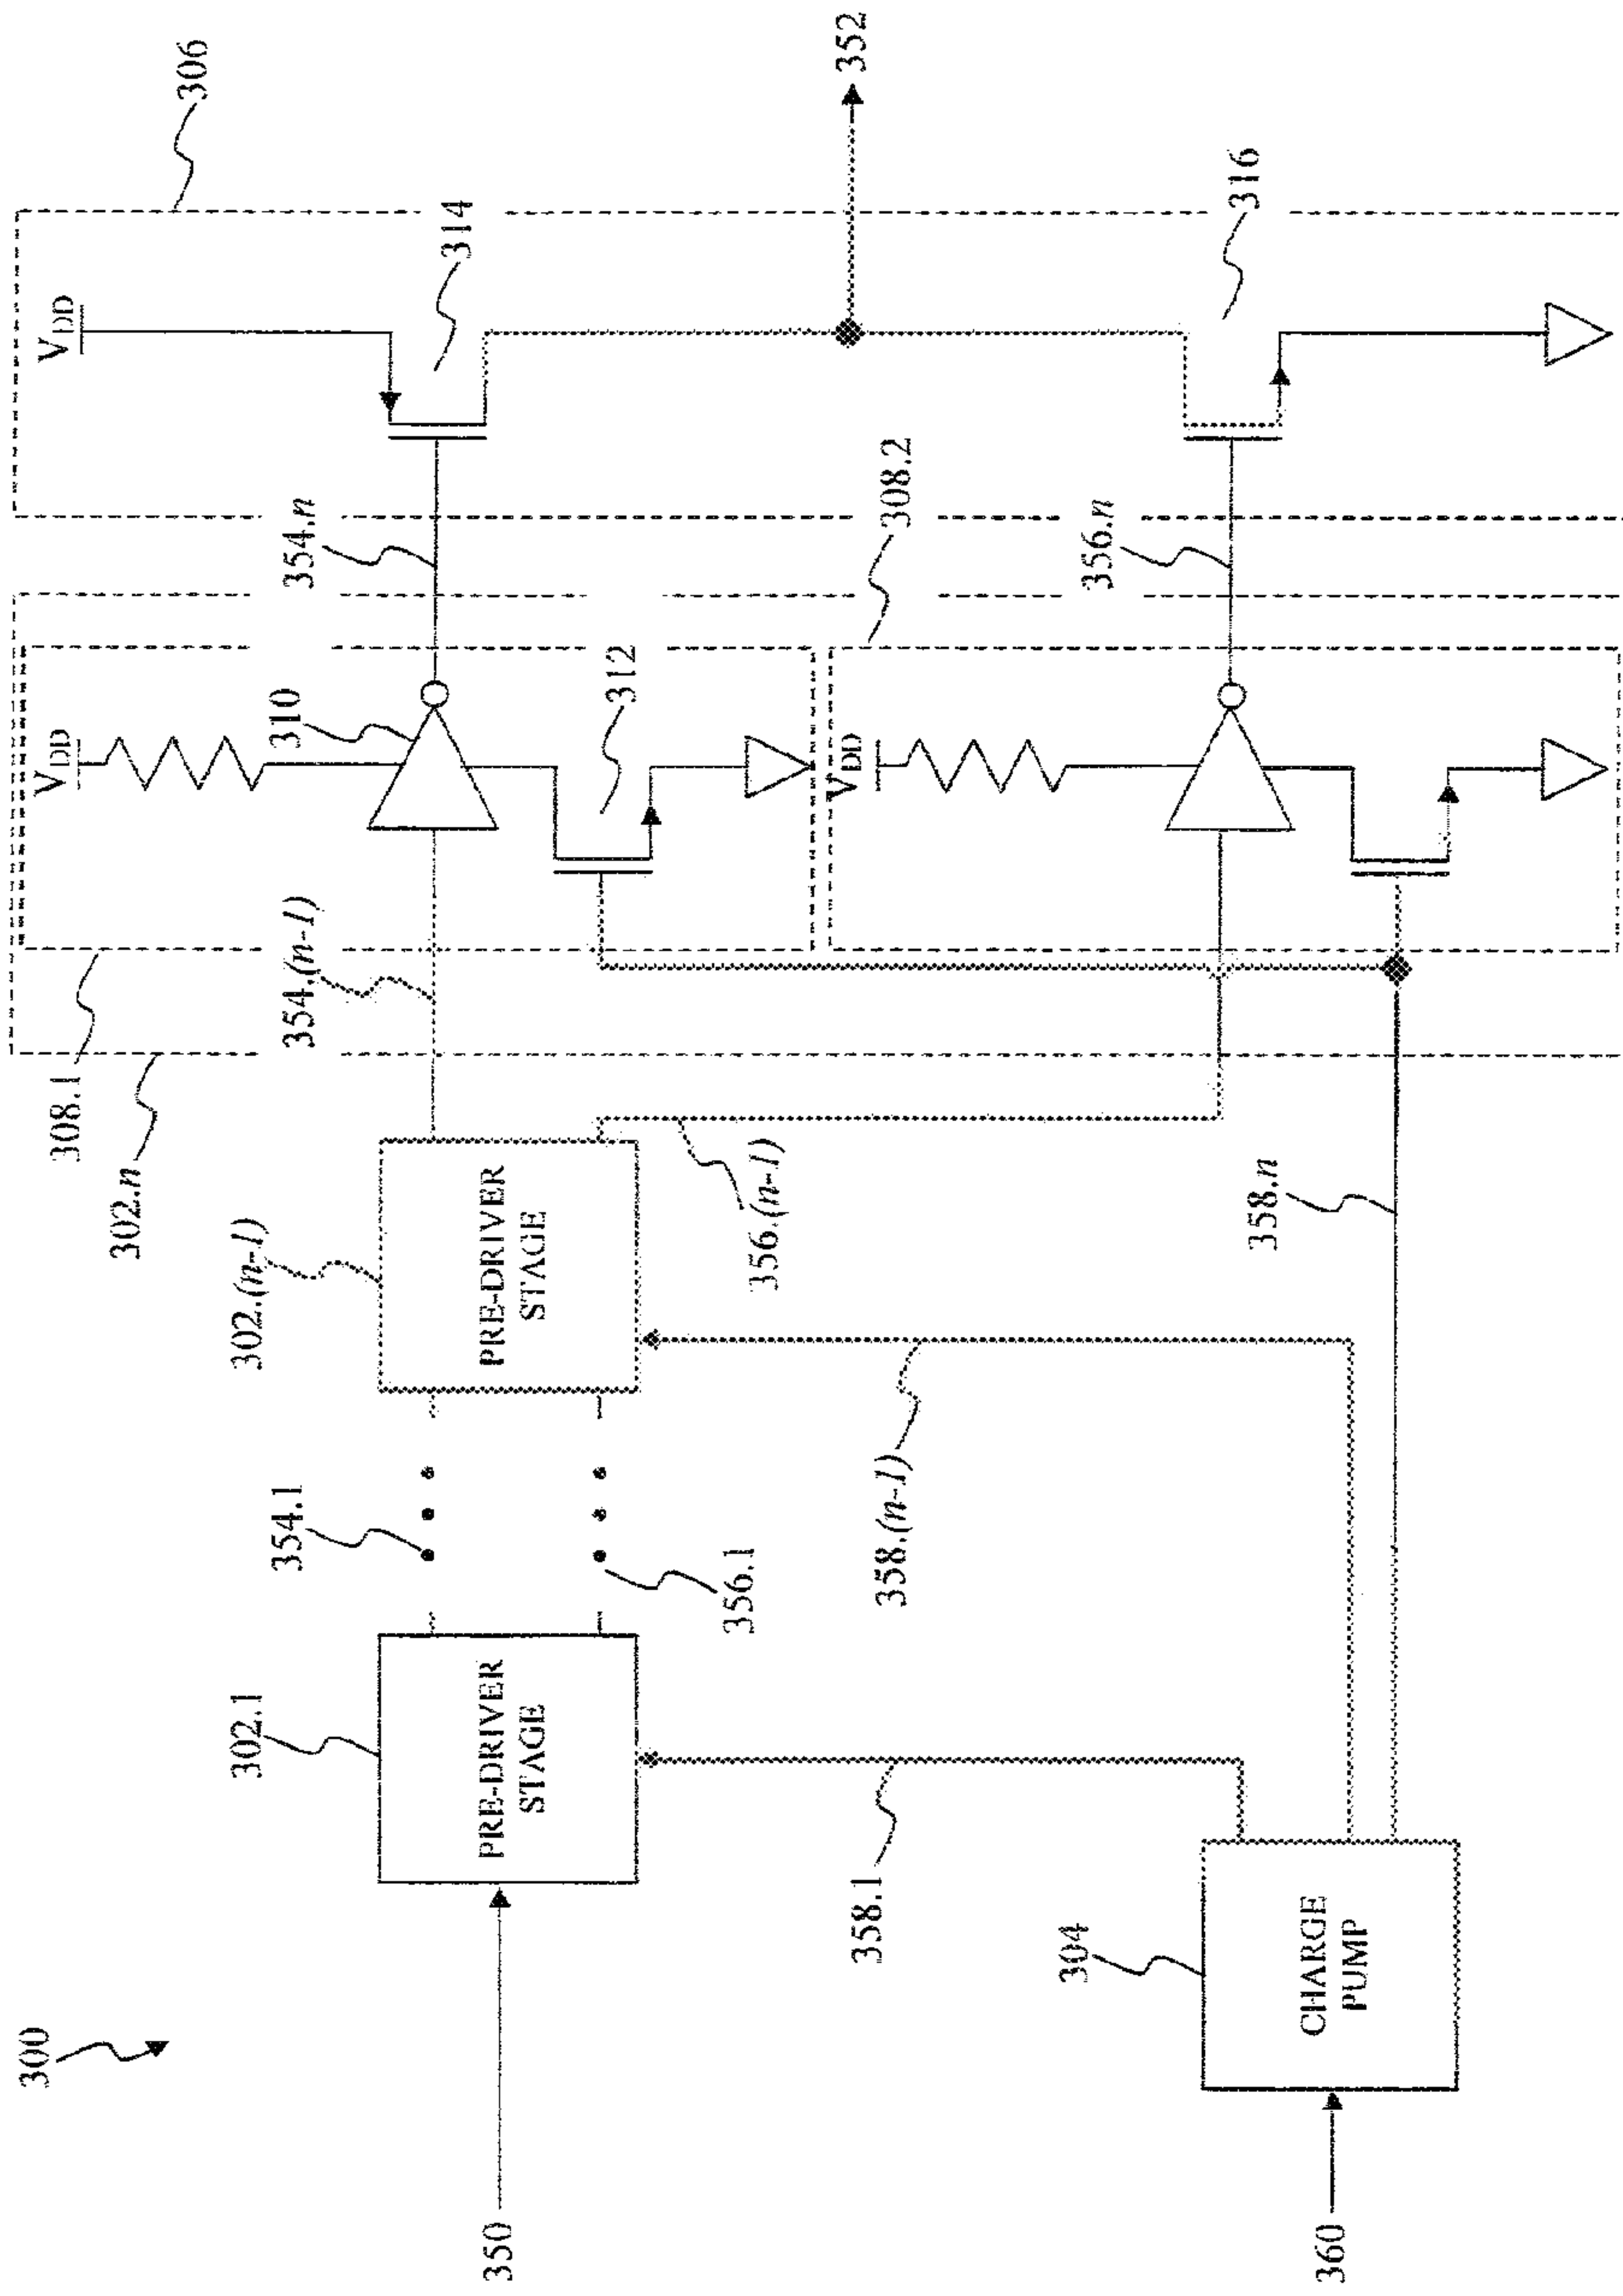 300
302.n
308.1
V_DD
V_DD
306
310
354.n
314
354.(n-1)
312
302.(n-1)
302.1
354.1
350
PRE-DRIVER
STAGE
PRE-DRIVER
STAGE
356.1
356.(n-1)
V_DD
308.2
352
358.1
358.(n-1)
304
356.n
316
358.n
CHARGE
PUMP
360